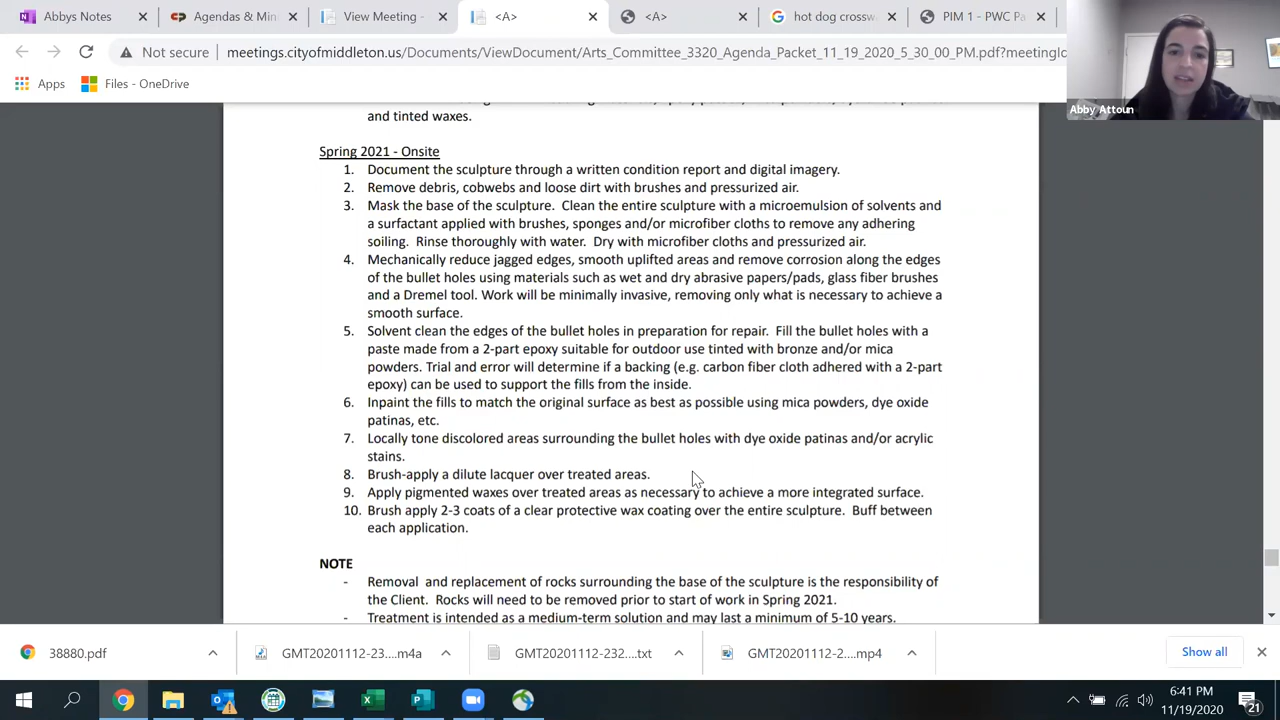 AbbyNotes
Agendas & Min
View Meeting -
<A>
<A>
hot dog crossw
PIM 1 - PWC Pa
Not secure
meetings.cityofmiddleton.us/Documents/ViewDocument/Arts_Committee_3320_Agenda_Packet_11_19_2020_5_30_00_PM.pdf?meetingId
Apps
Files - OneDrive
Abby Attoun
and tinted waxes.
Spring 2021 - Onsite
1. Document the sculpture through a written condition report and digital imagery.
2. Remove debris, cobwebs and loose dirt with brushes and pressurized air.
3. Mask the base of the sculpture. Clean the entire sculpture with a microemulsion of solvents and
a surfactant applied with brushes, sponges and/or microfiber cloths to remove any adhering
soiling. Rinse thoroughly with water. Dry with microfiber cloths and pressurized air.
4. Mechanically reduce jagged edges, smooth uplifted areas and remove corrosion along the edges
of the bullet holes using materials such as wet and dry abrasive papers/pads, glass fiber brushes
and a Dremel tool. Work will be minimally invasive, removing only what is necessary to achieve a
smooth surface.
5. Solvent clean the edges of the bullet holes in preparation for repair. Fill the bullet holes with a
paste made from a 2-part epoxy suitable for outdoor use tinted with bronze and/or mica
powders. Trial and error will determine if a backing (e.g. carbon fiber cloth adhered with a 2-part
epoxy) can be used to support the fills from the inside.
6. Inpaint the fills to match the original surface as best as possible using mica powders, dye oxide
patinas, etc.
7. Locally tone discolored areas surrounding the bullet holes with dye oxide patinas and/or acrylic
stains.
8. Brush-apply a dilute lacquer over treated areas.
9. Apply pigmented waxes over treated areas as necessary to achieve a more integrated surface.
10. Brush apply 2-3 coats of a clear protective wax coating over the entire sculpture. Buff between
each application.
NOTE
- Removal and replacement of rocks surrounding the base of the sculpture is the responsibility of
the Client. Rocks will need to be removed prior to start of work in Spring 2021.
- Treatment is intended as a medium-term solution and may last a minimum of 5-10 years.
38880.pdf
GMT20201112-23....m4a
GMT20201112-232....txt
GMT20201112-2....mp4
Show all
6:41 PM
11/19/2020
21